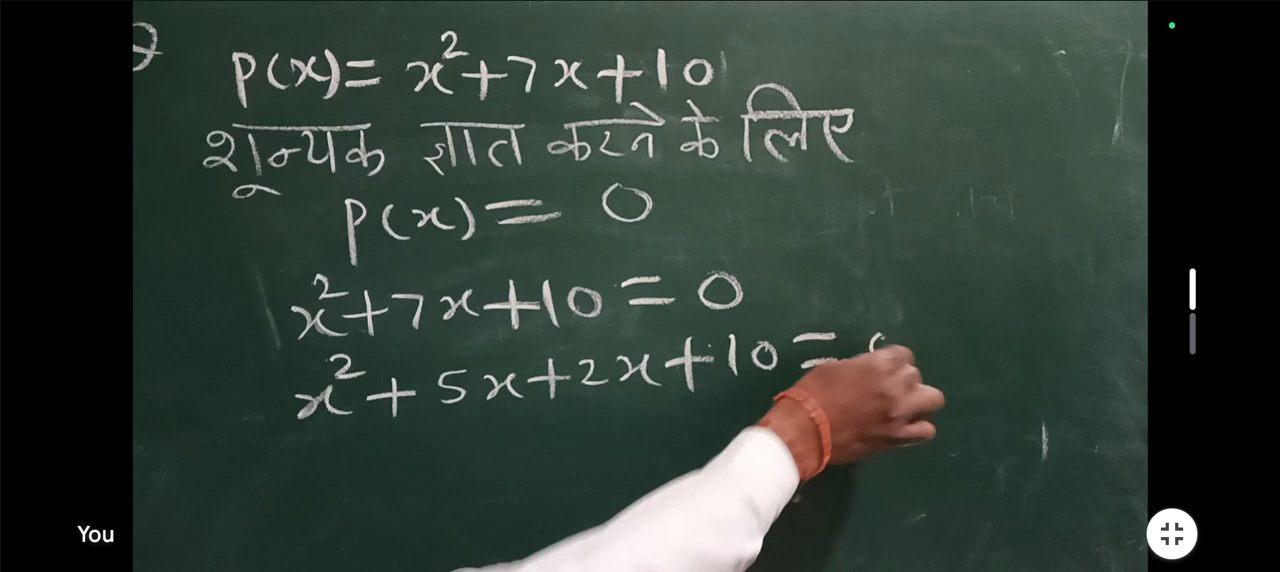 p(x) = x²+7x+10
शून्यक ज्ञात करने के लिए
p(x) = 0
x²+7x+10=0
x²+5x+2x+10=
You